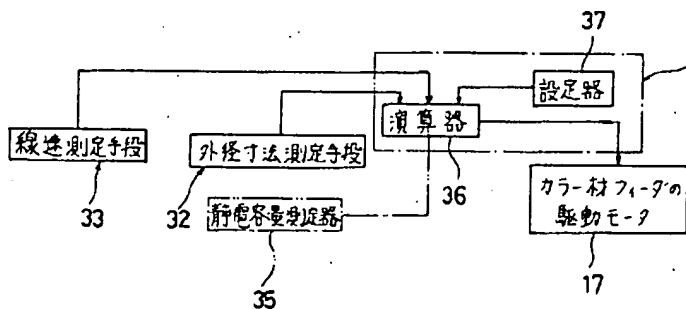 37
設定器
演算器
36
線速測定手段
33
外径寸法測定手段
32
静電容量測定器
35
カラー材フィーダの
駆動モータ
17